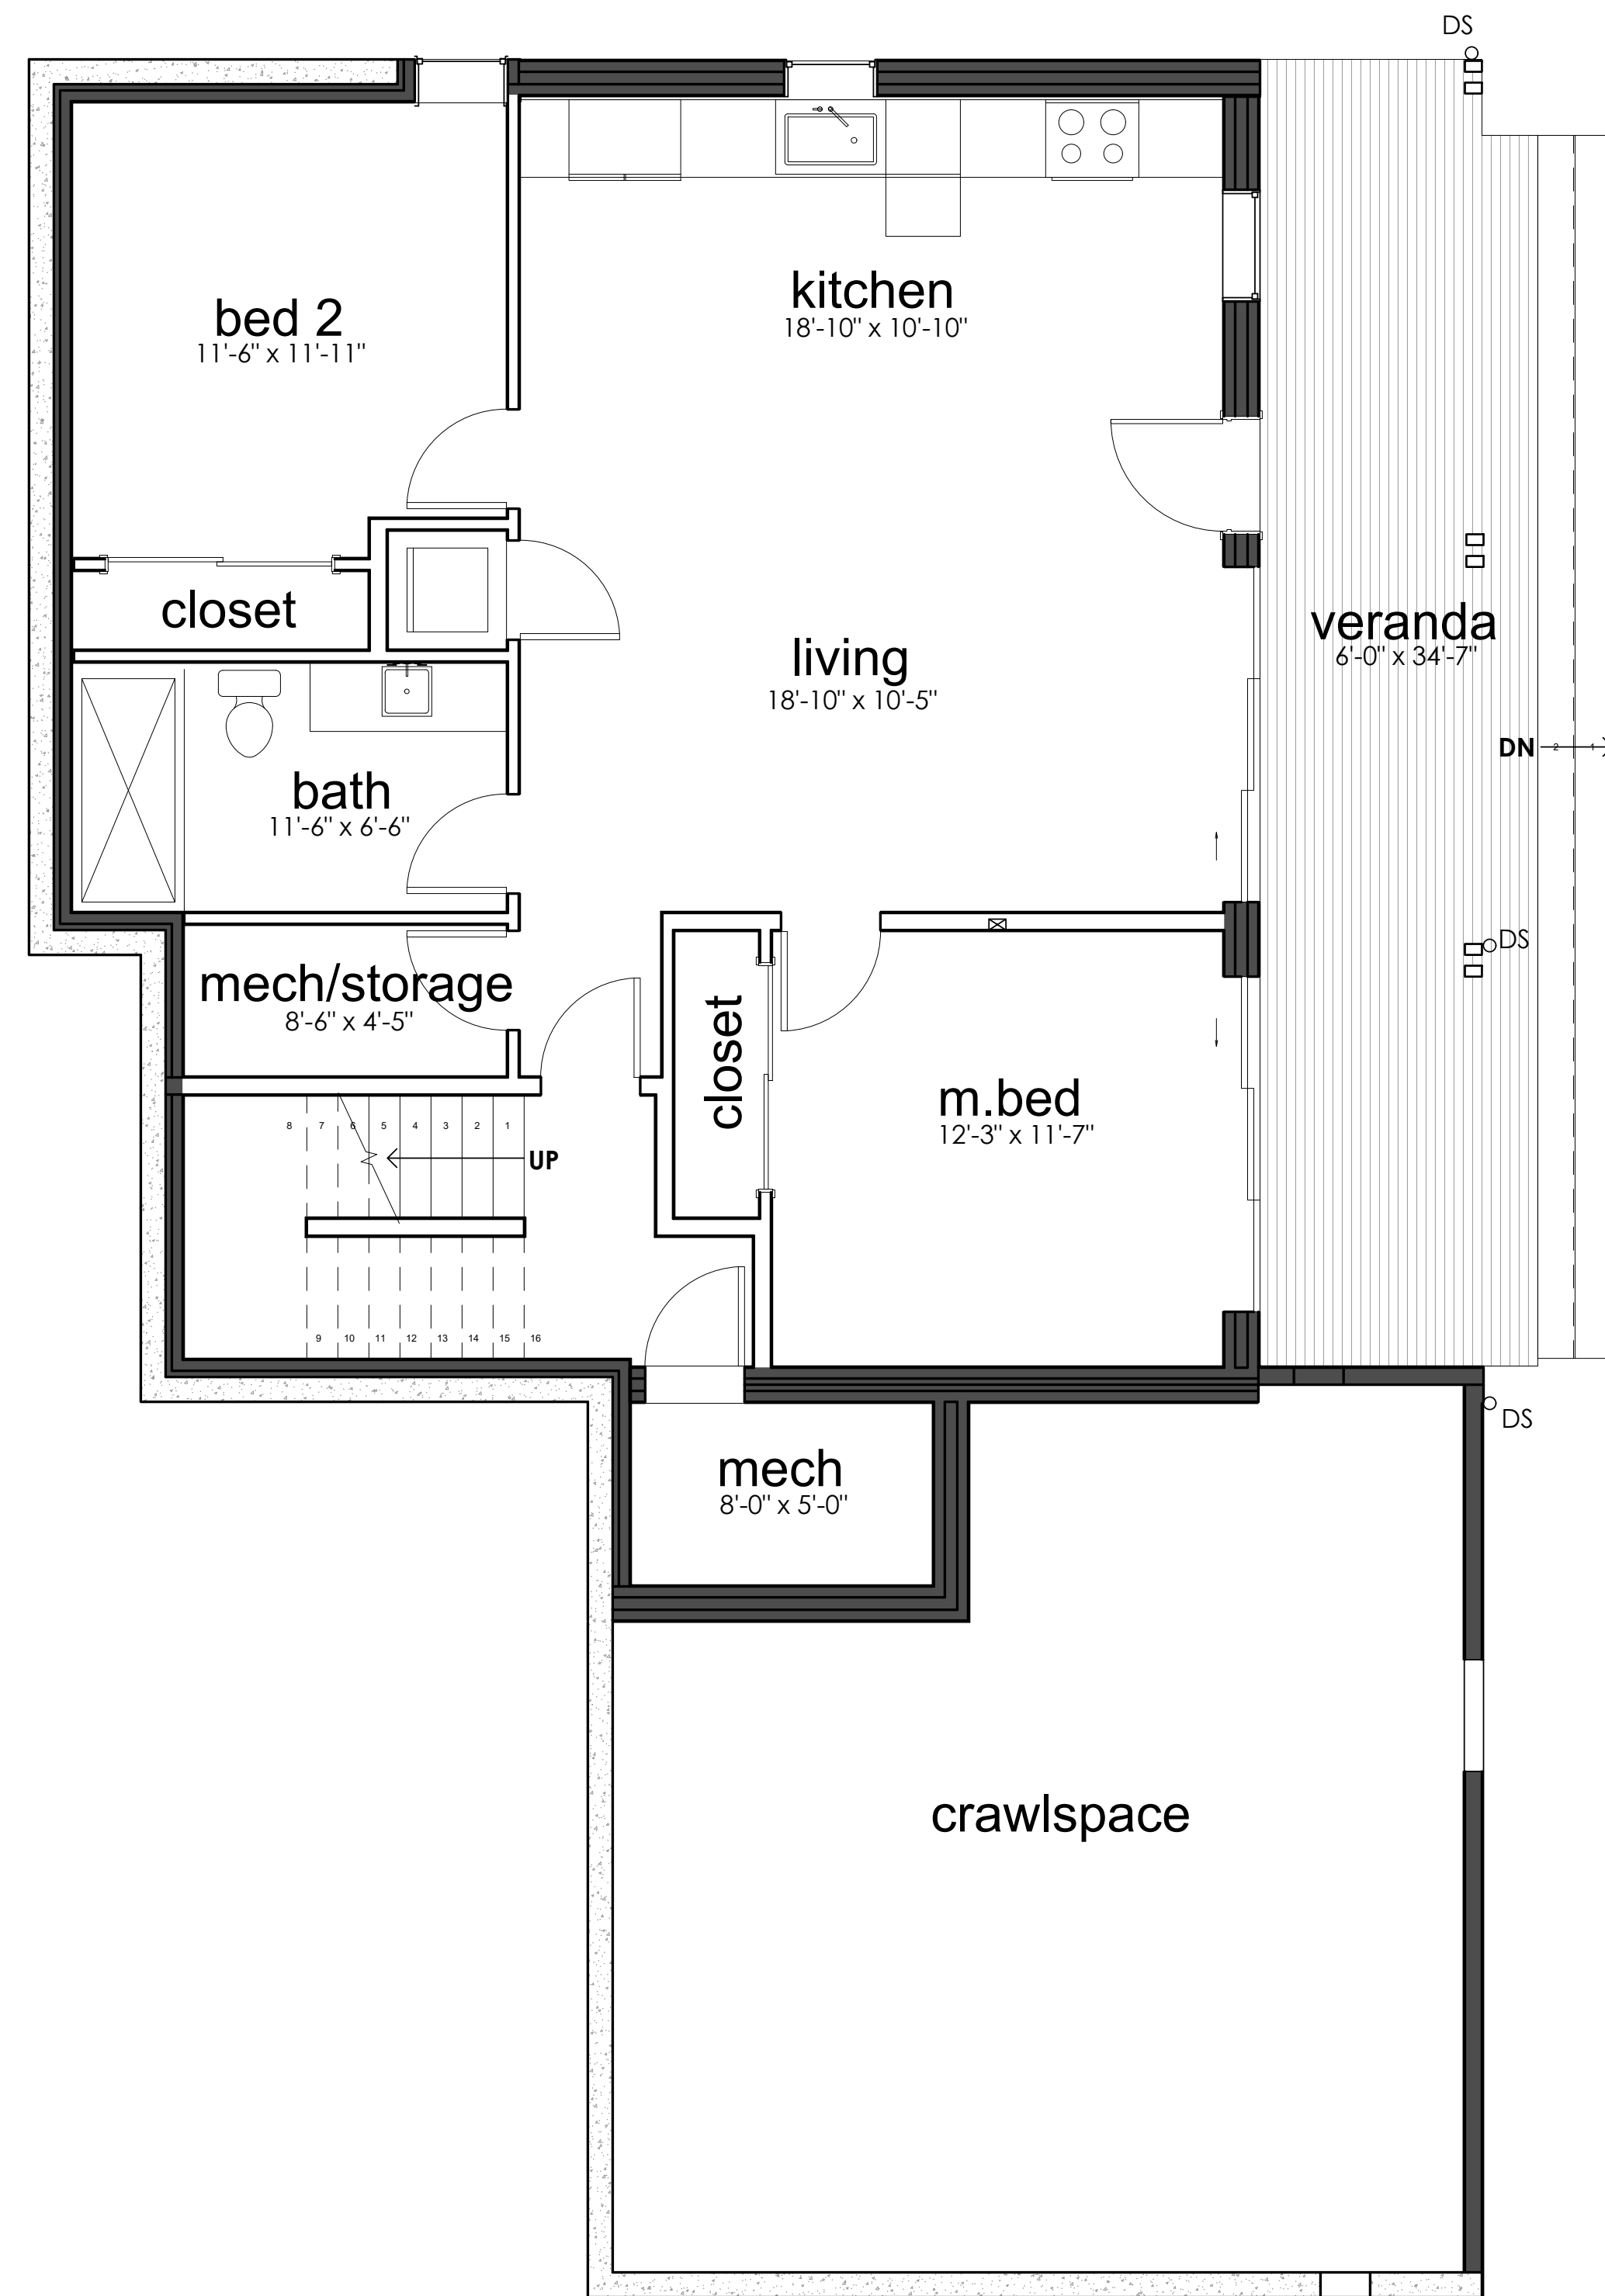 DS
kitchen
18'-10" x 10'-10"
bed 2
11'-6" x 11'-11"
closet
veranda
6'-0" x 34'-7"
living
18'-10" x 10'-5"
DN
2 1
bath
11'-6" x 6'-6"
DS
mech/storage
8'-6" x 4'-5"
closet
m.bed
12'-3" x 11'-7"
8 7 6 5 4 3 2 1
UP
9 10 11 12 13 14 15 16
DS
mech
8'-0" x 5'-0"
crawlspace